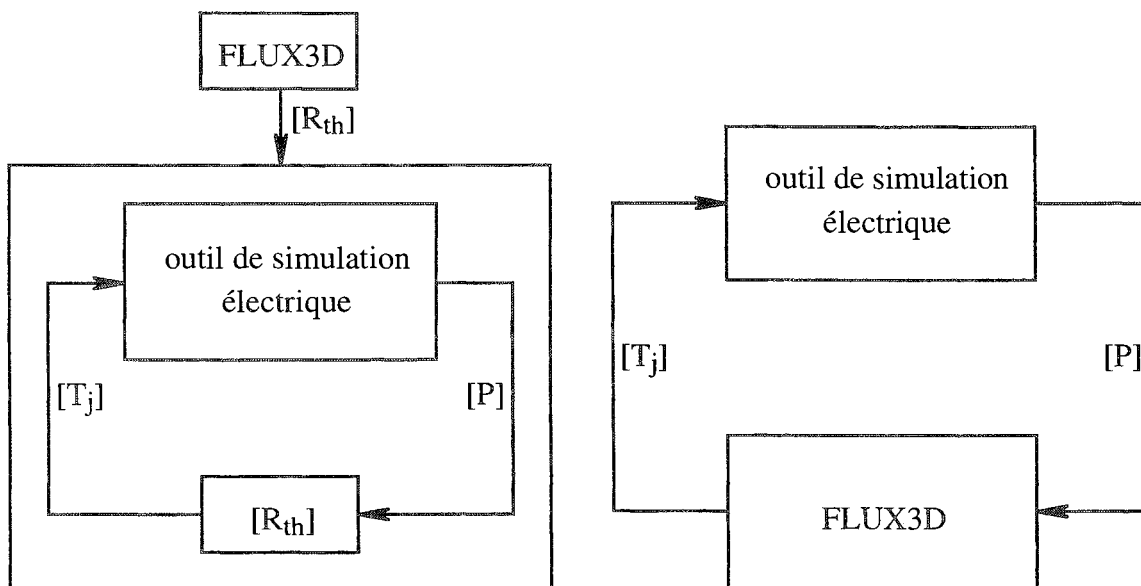 FLUX3D
[Rth]
outil de simulation
électrique
[Tj]
[P]
[Rth]
outil de simulation
électrique
[Tj]
[P]
FLUX3D